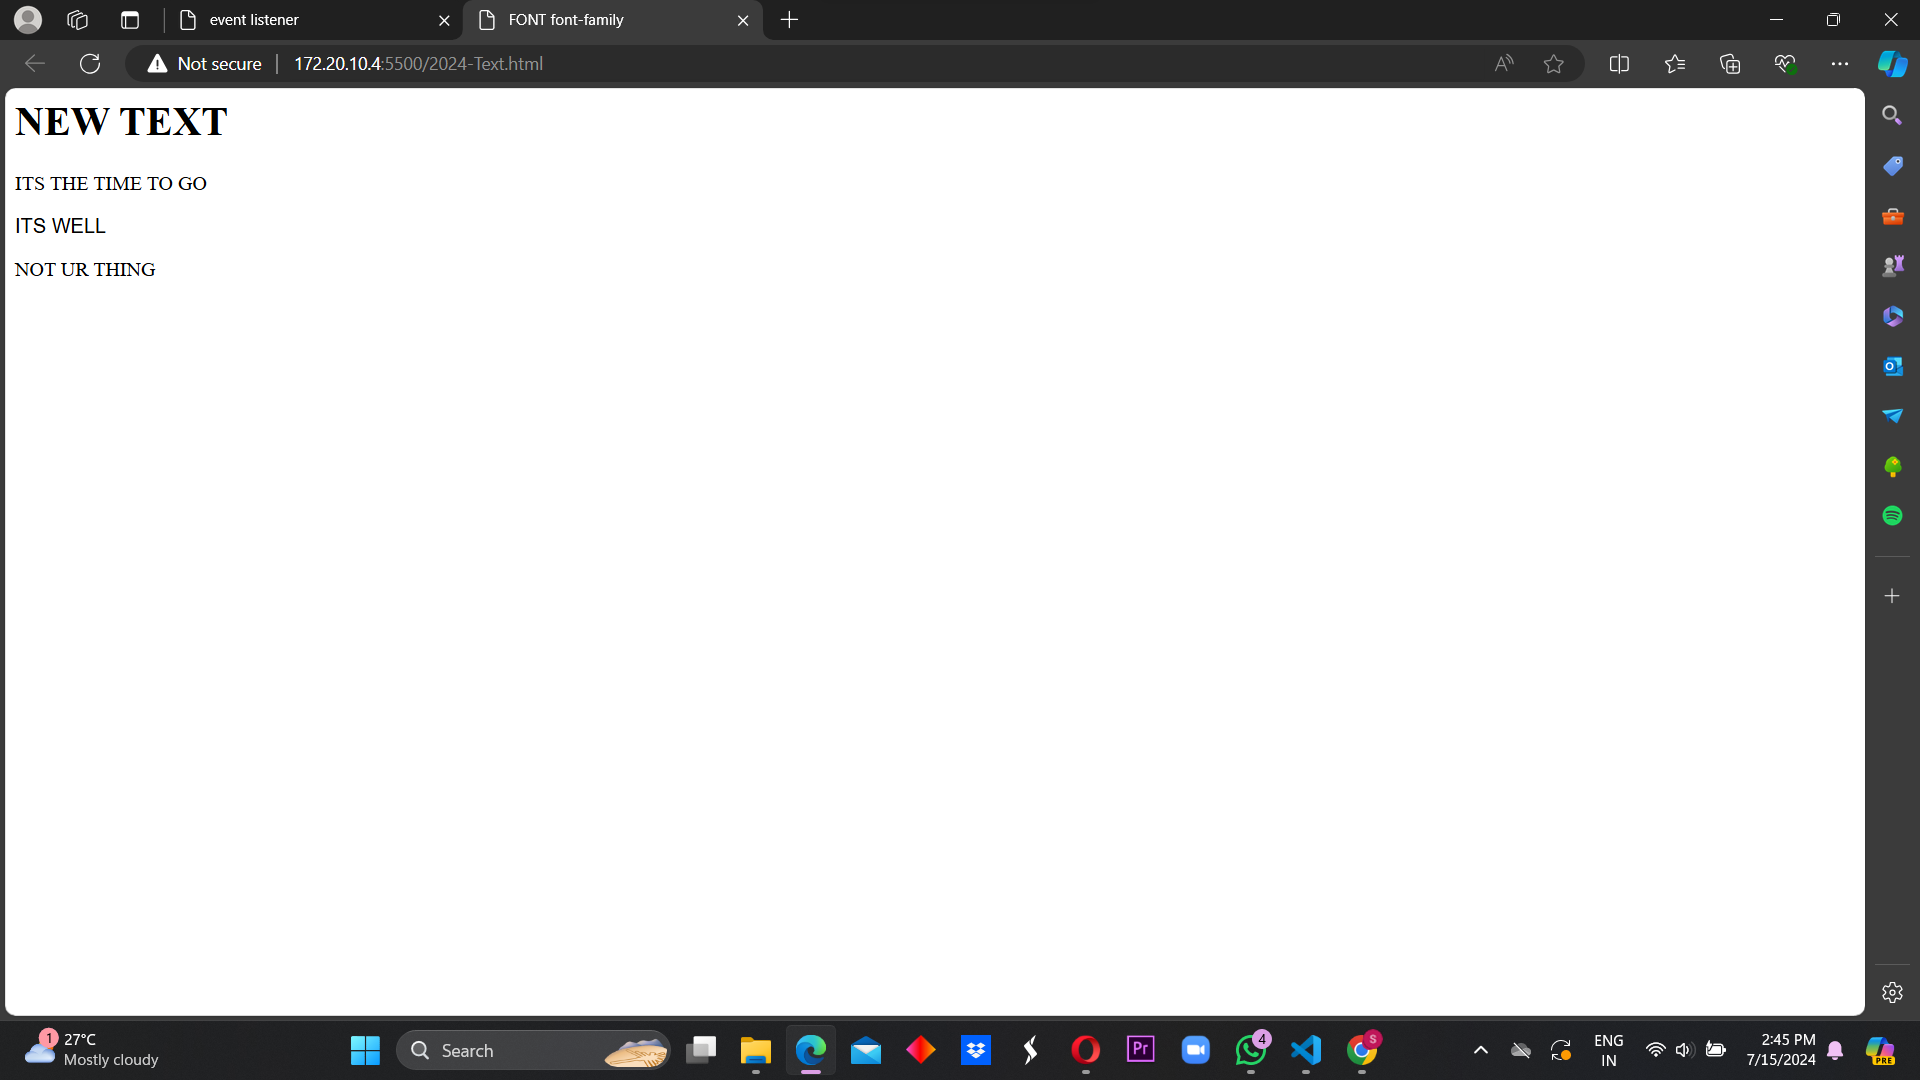 event listener
FONT font-family
Not secure
172.20.10.4:5500/2024-Text.html
NEW TEXT
ITS THE TIME TO GO
ITS WELL
NOT UR THING
1
27°C
Mostly cloudy
Search
Pr
4
S
ENG
IN
2:45 PM
7/15/2024
PRE